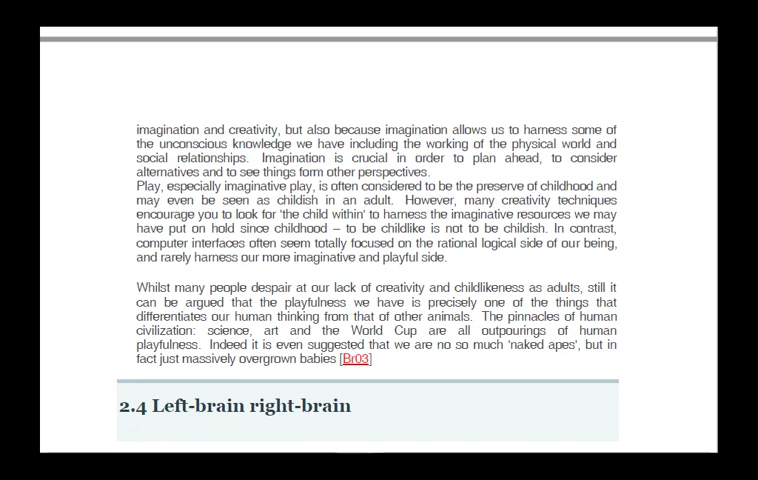 imagination and creativity, but also because imagination allows us to harness some of
the unconscious knowledge we have including the working of the physical world and
social relationships. Imagination is crucial in order to plan ahead, to consider
alternatives and to see things form other perspectives.
Play, especially imaginative play, is often considered to be the preserve of childhood and
may even be seen as childish in an adult. However, many creativity techniques
encourage you to look for ‘the child within’ to harness the imaginative resources we may
have put on hold since childhood – to be childlike is not to be childish. In contrast,
computer interfaces often seem totally focused on the rational logical side of our being,
and rarely harness our more imaginative and playful side.
Whilst many people despair at our lack of creativity and childlikeness as adults, still it
can be argued that the playfulness we have is precisely one of the things that
differentiates our human thinking from that of other animals. The pinnacles of human
civilization: science, art and the World Cup are all outpourings of human
playfulness. Indeed it is even suggested that we are no so much ‘naked apes’, but in
fact just massively overgrown babies [Br03]
2.4 Left-brain right-brain